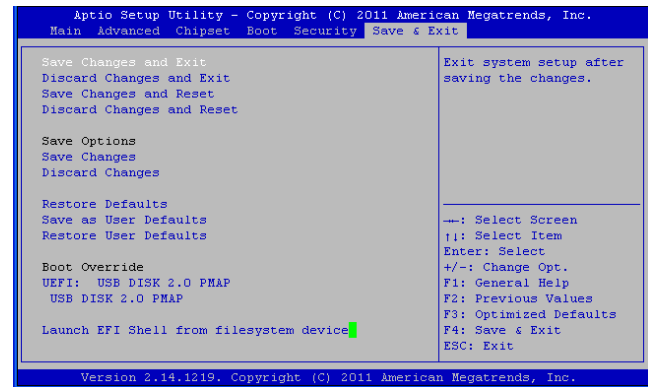 Aptio Setup Utility - Copyright (C) 2011 American Megatrends, Inc.
Main Advanced Chipset Boot Security Save & Exit
Save Changes and Exit
Discard Changes and Exit
Save Changes and Reset
Discard Changes and Reset
Save Options
Save Changes
Discard Changes
Restore Defaults
Save as User Defaults
Restore User Defaults
Boot Override
UEFI: USB DISK 2.0 PMAP
USB DISK 2.0 PMAP
Launch EFI Shell from filesystem device
Exit system setup after
saving the changes.
→←: Select Screen
↑↓: Select Item
Enter: Select
+/-: Change Opt.
F1: General Help
F2: Previous Values
F3: Optimized Defaults
F4: Save & Exit
ESC: Exit
Version 2.14.1219. Copyright (C) 2011 American Megatrends, Inc.